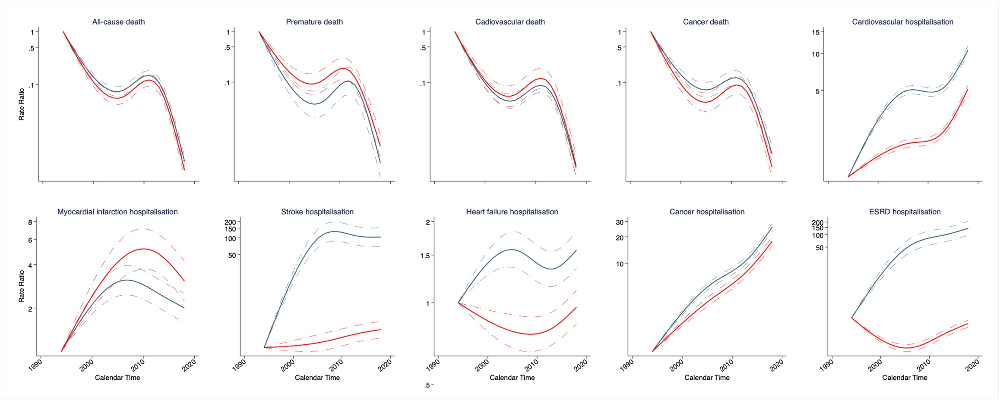 All-cause death
Premature death
Cadiovascular death
Cancer death
Cardiovascular hospitalisation
Rate Ratio
1
.5
.1
1
.5
.1
1
.5
.1
1
.5
.1
15
10
5
Myocardial infarction hospitalisation
Stroke hospitalisation
Heart failure hospitalisation
Cancer hospitalisation
ESRD hospitalisation
Rate Ratio
8
6
4
2
200
150
100
50
2
1.5
1
.5
30
20
10
200
150
100
50
1990 2000 2010 2020
1990 2000 2010 2020
1990 2000 2010 2020
1990 2000 2010 2020
1990 2000 2010 2020
Calendar Time
Calendar Time
Calendar Time
Calendar Time
Calendar Time